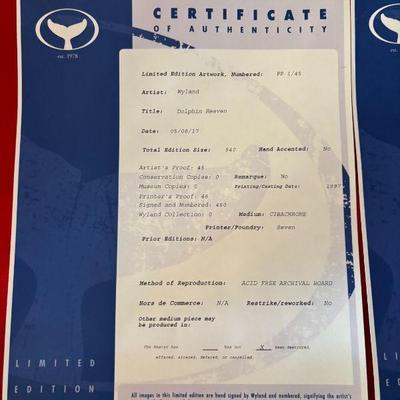 est. 1978
CERTIFICATE
OF AUTHENTICITY
Limited Edition Artwork, Numbered: PP 1/45
Artist: Wyland
Title: Dolphin Heaven
Date: 05/08/17
Total Edition Size: 540 Hand Accented: No
Artist's Proof: 45
Conservation Copies: 0 Remarque: No
Museum Copies: 0 Printing/Casting Date: 1997
Printer's Proof: 45
Signed and Numbered: 450
Wyland Collection: 0 Medium: CIBACHROME
Printer/Foundry: Seven
Prior Editions: N/A
Method of Reproduction: ACID FREE ARCHIVAL BOARD
Hors de Commerce: N/A Restrike/reworked: No
Other medium piece may
be produced in:
The Master has ____ Has not __X__ been destroyed,
effaced, altered, defaced, or cancelled.
LIMITED
EDITION
All images in this limited edition are hand signed by Wyland and numbered, signifying the artist's
L
E D